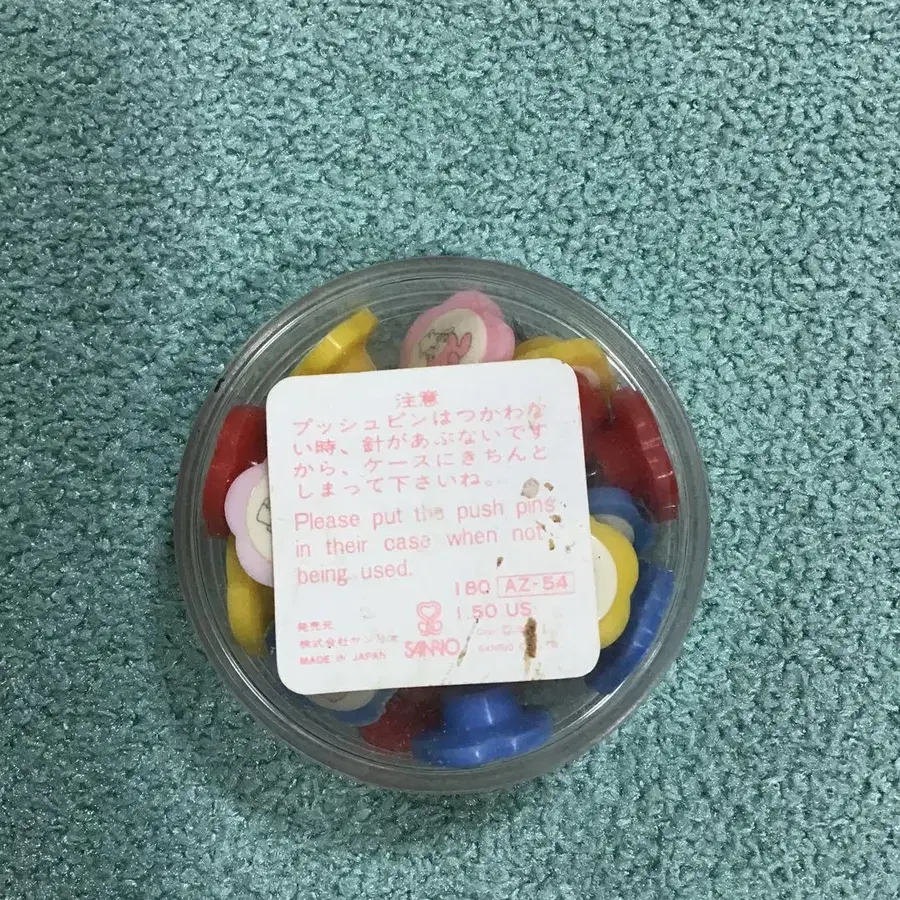 注意
プッシュピンはつかわな
い時、針があぶないです
から、ケースにきちんと
しまって下さいね。
Please put the push pins
in their case when not
being used.
180 AZ-54
1.50 US
発売元
株式会社サンリオ
MADE IN JAPAN
SANRIO
SANRIO